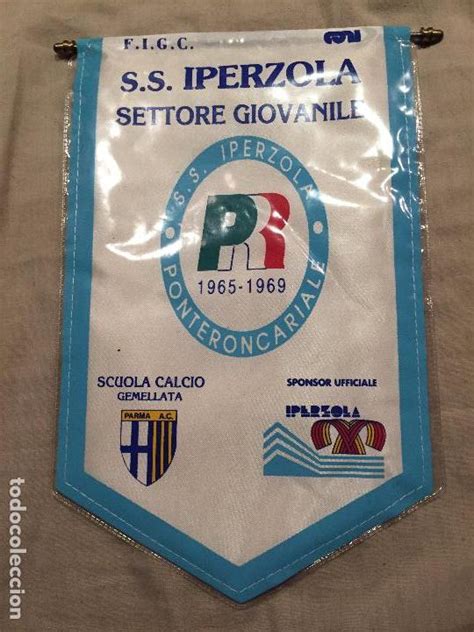 F.I.G.C.
S.S. IPERZOLA
SETTORE GIOVANILE
S.S. IPERZOLA
PR
1965-1969
PONTERONCARIALE
SCUOLA CALCIO
GEMELLATA
PARMA A.C.
SPONSOR UFFICIALE
IPERZOLA
todocoleccion